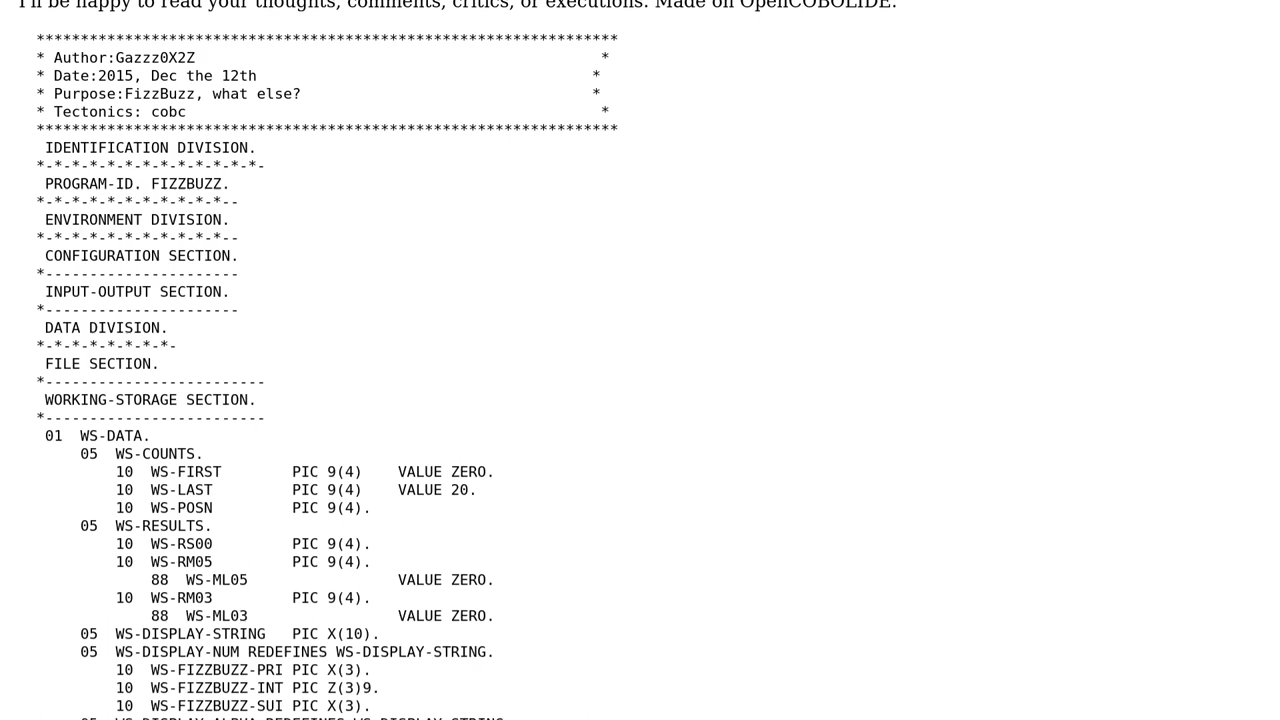 I'll be happy to read your thoughts, comments, critics, or executions. Made on OpenCOBOLIDE.
******************************************************************
* Author:Gazzz0X2Z                                              *
* Date:2015, Dec the 12th                                      *
* Purpose:FizzBuzz, what else?                                 *
* Tectonics: cobc                                               *
******************************************************************
 IDENTIFICATION DIVISION.
*-*-*-*-*-*-*-*-*-*-*-*-*-
 PROGRAM-ID. FIZZBUZZ.
*-*-*-*-*-*-*-*-*-*-*--
 ENVIRONMENT DIVISION.
*-*-*-*-*-*-*-*-*-*-*--
 CONFIGURATION SECTION.
*----------------------
 INPUT-OUTPUT SECTION.
*----------------------
 DATA DIVISION.
*-*-*-*-*-*-*-*-
 FILE SECTION.
*-------------------------
 WORKING-STORAGE SECTION.
*-------------------------
 01  WS-DATA.
     05  WS-COUNTS.
         10  WS-FIRST        PIC 9(4)    VALUE ZERO.
         10  WS-LAST         PIC 9(4)    VALUE 20.
         10  WS-POSN         PIC 9(4).
     05  WS-RESULTS.
         10  WS-RS00         PIC 9(4).
         10  WS-RM05         PIC 9(4).
             88  WS-ML05                 VALUE ZERO.
         10  WS-RM03         PIC 9(4).
             88  WS-ML03                 VALUE ZERO.
     05  WS-DISPLAY-STRING   PIC X(10).
     05  WS-DISPLAY-NUM REDEFINES WS-DISPLAY-STRING.
         10  WS-FIZZBUZZ-PRI PIC X(3).
         10  WS-FIZZBUZZ-INT PIC Z(3)9.
         10  WS-FIZZBUZZ-SUI PIC X(3).